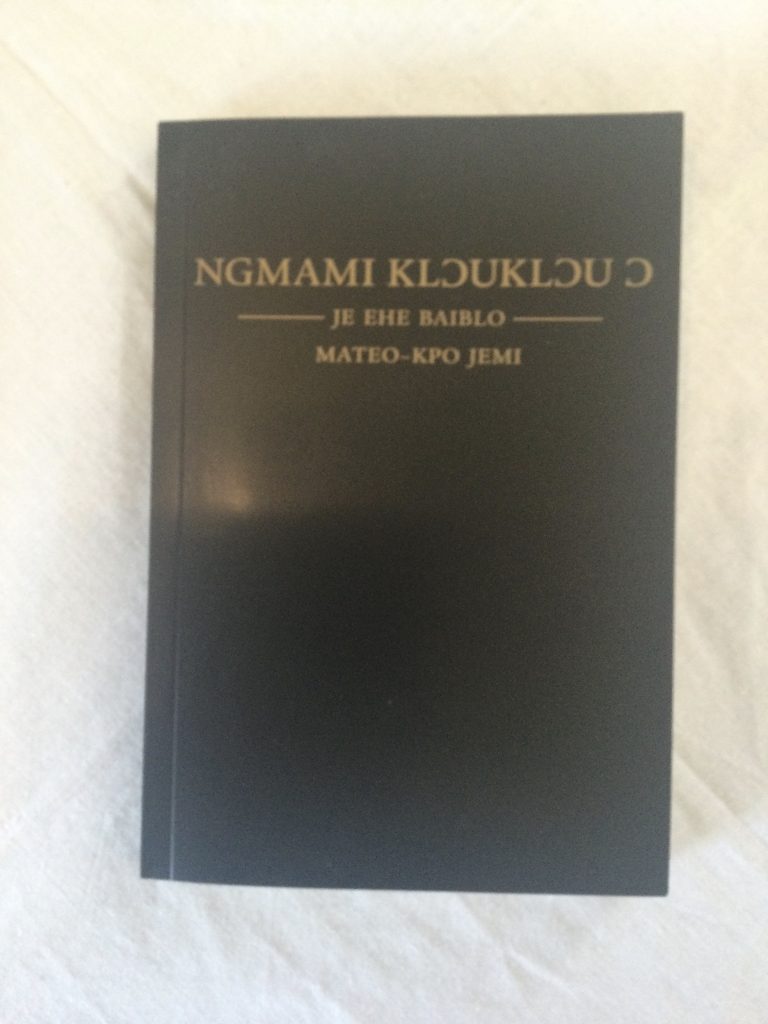 NGMAMI KLƆUKLƆU Ɔ
JE EHE BAIBLO
MATEO-KPO JEMI